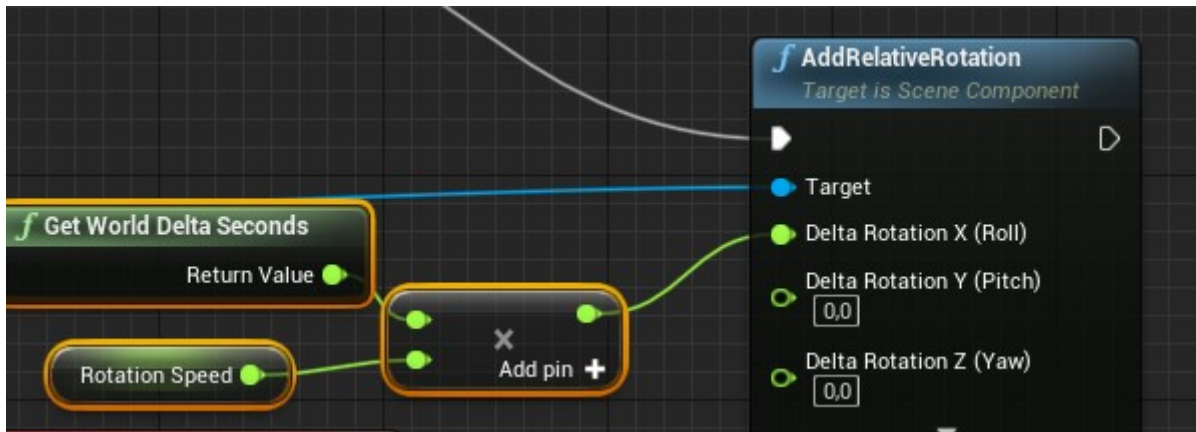 f AddRelativeRotation
Target is Scene Component
Target
f Get World Delta Seconds
Delta Rotation X (Roll)
Return Value
Delta Rotation Y (Pitch)
0,0
Add pin +
Rotation Speed
Delta Rotation Z (Yaw)
0,0